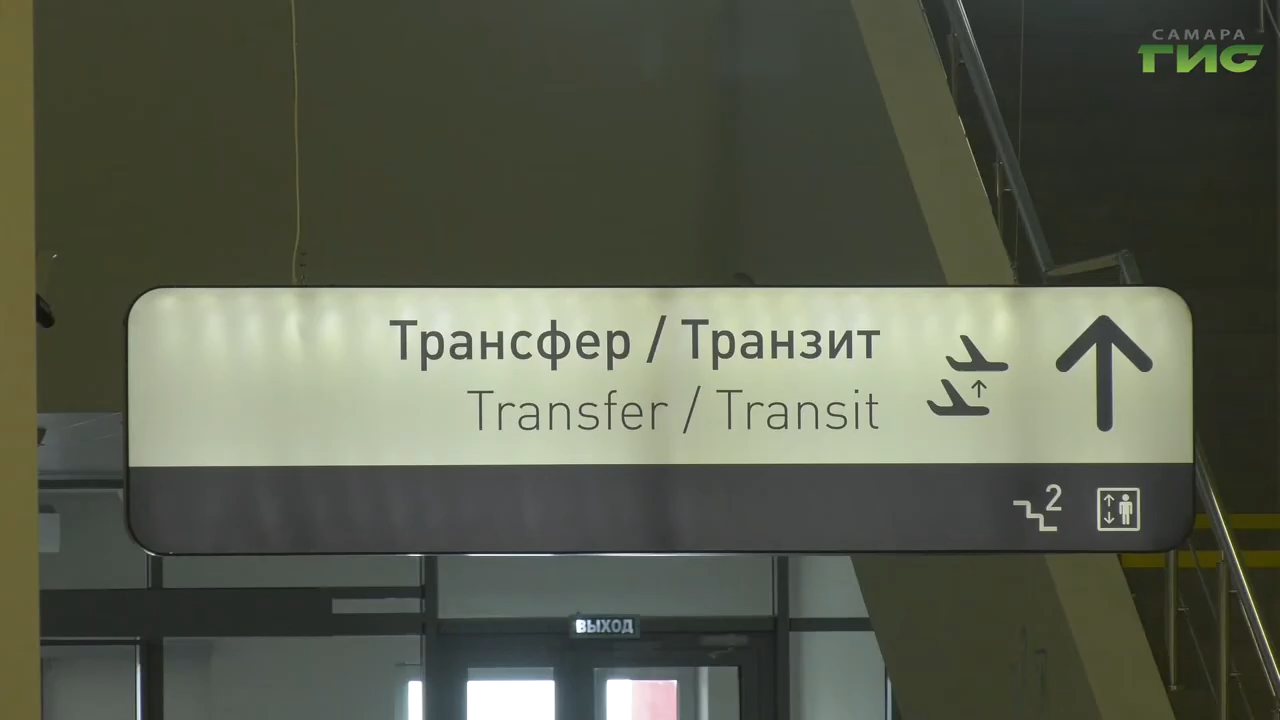 САМАРА
ГИС
Трансфер / Транзит
Transfer / Transit
2
ВЫХОД